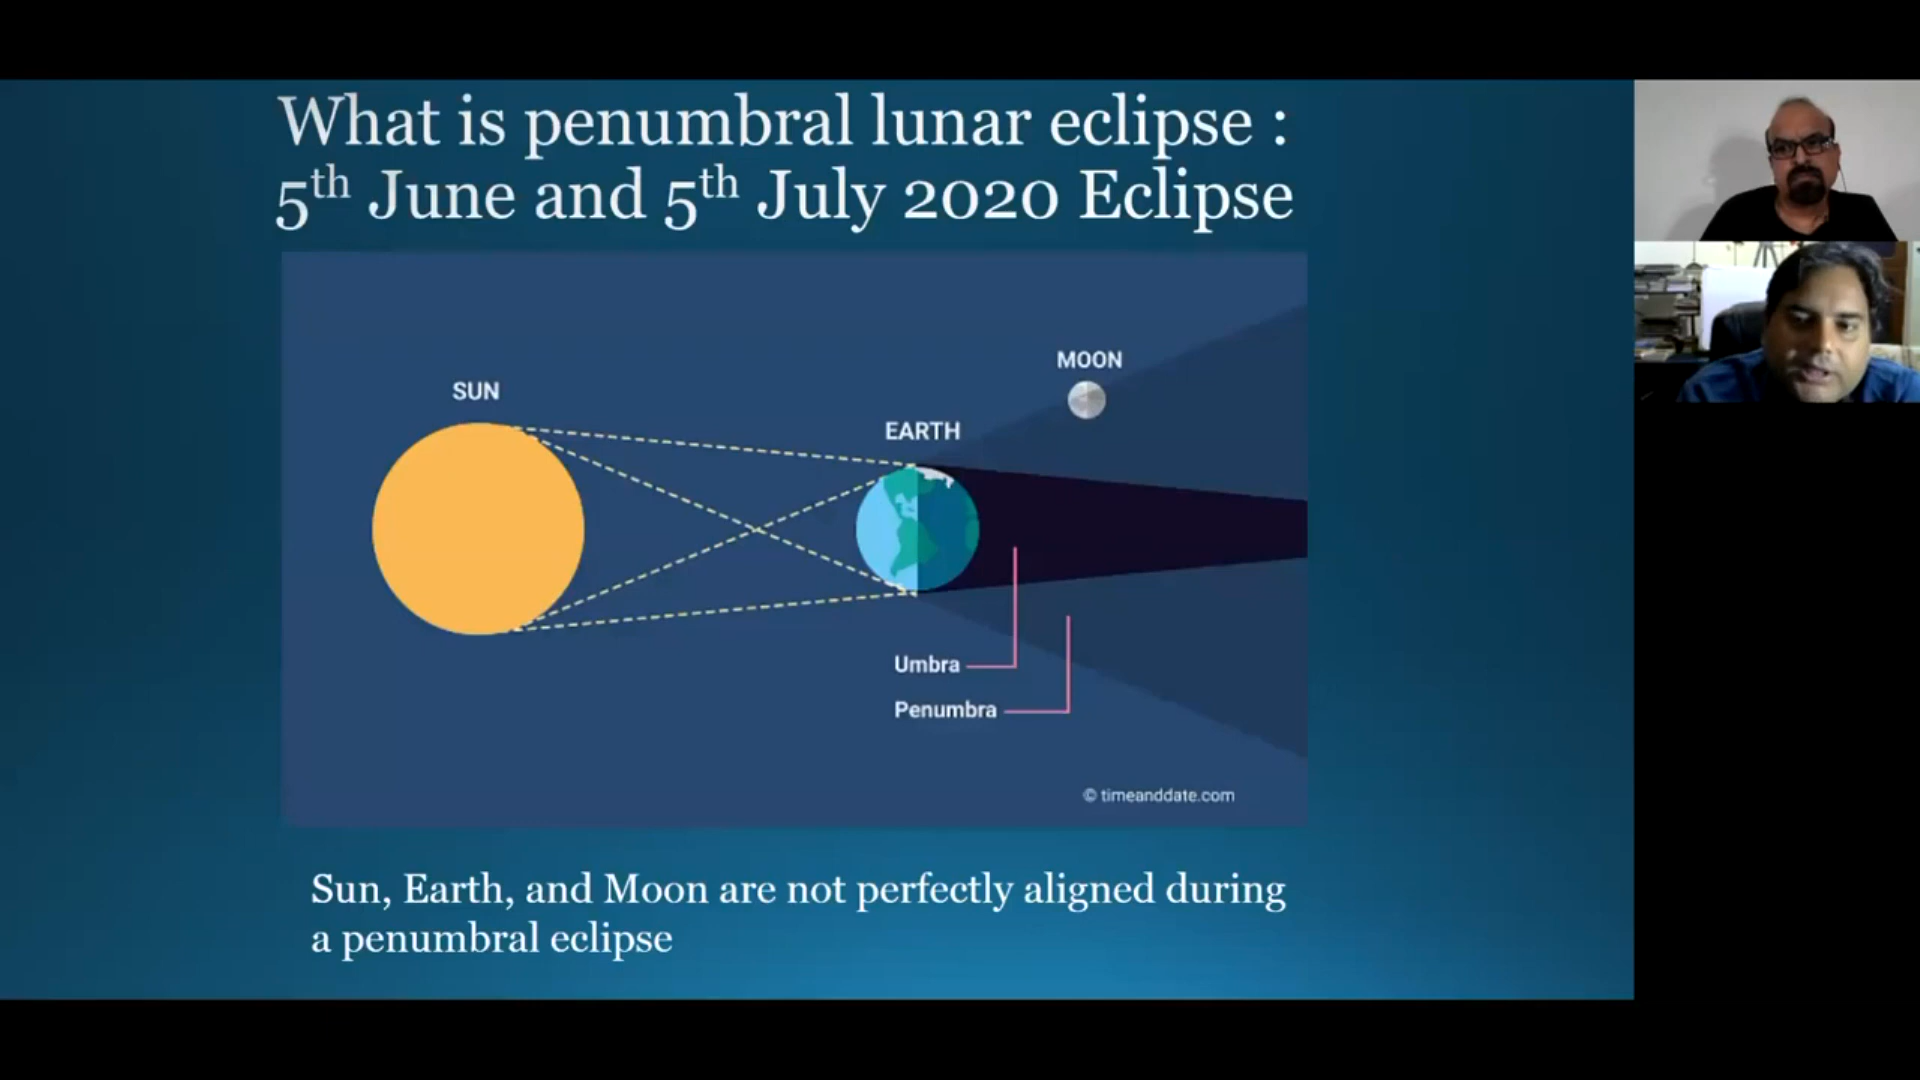 What is penumbral lunar eclipse :
5th June and 5th July 2020 Eclipse
MOON
SUN
EARTH
Umbra
Penumbra
© timeanddate.com
Sun, Earth, and Moon are not perfectly aligned during
a penumbral eclipse